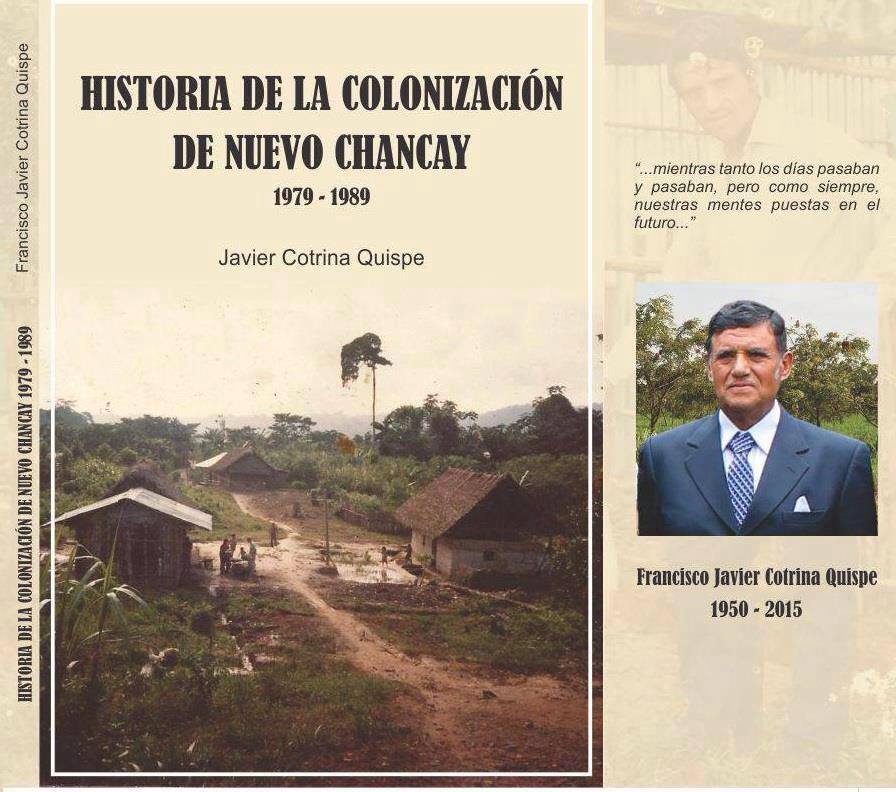 Francisco Javier Cotrina Quispe
HISTORIA DE LA COLONIZACIÓN DE NUEVO CHANCAY 1979 - 1989
HISTORIA DE LA COLONIZACIÓN
DE NUEVO CHANCAY
1979 - 1989
Javier Cotrina Quispe
“...mientras tanto los días pasaban
y pasaban, pero como siempre,
nuestras mentes puestas en el
futuro...”
Francisco Javier Cotrina Quispe
1950 - 2015